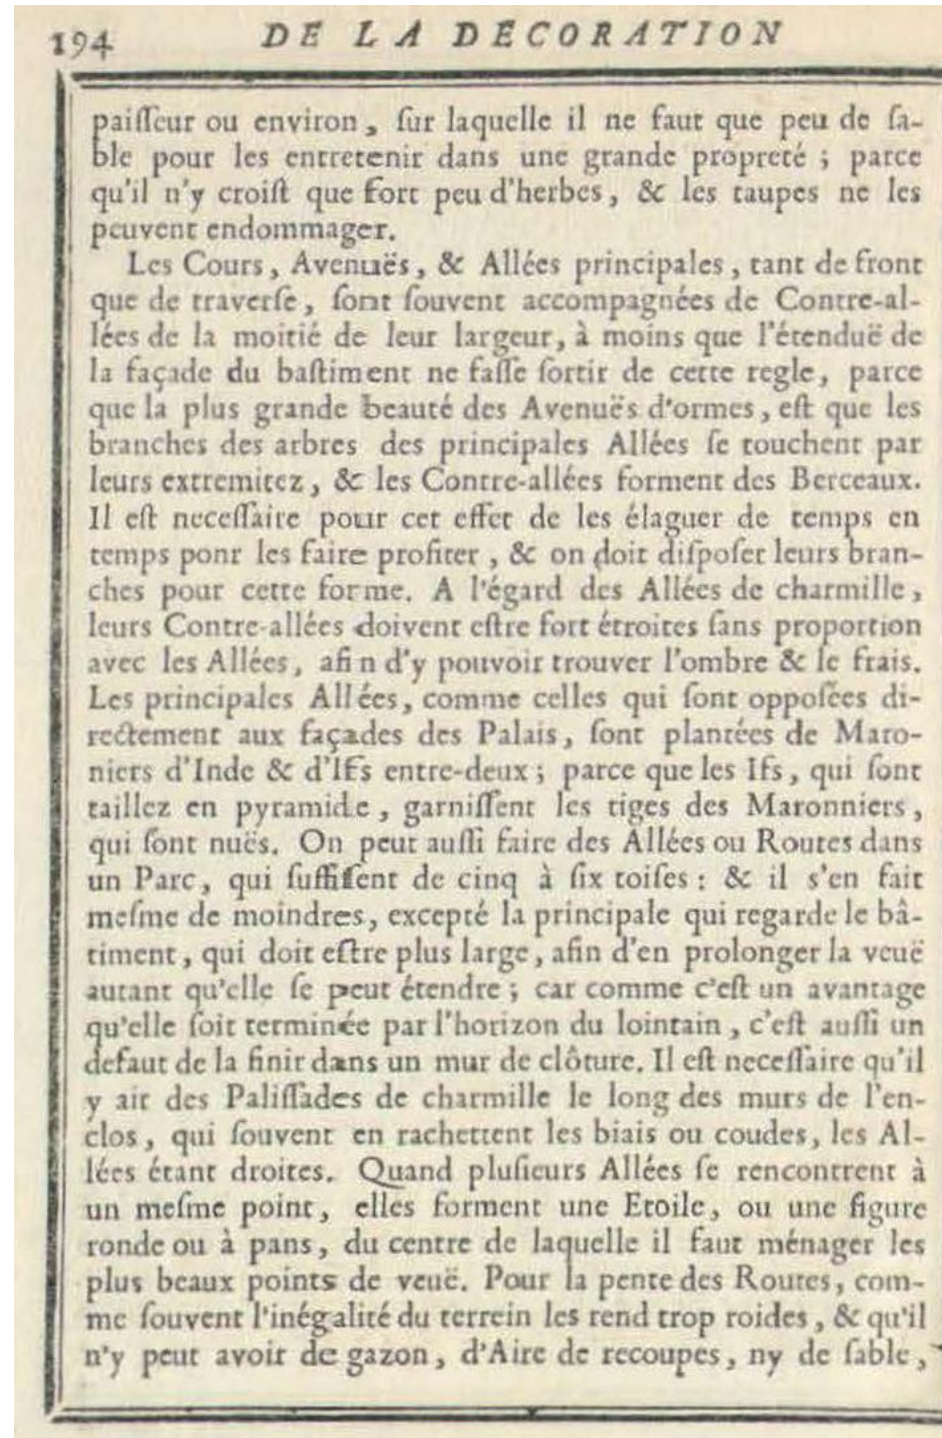 194 DE LA DECORATION
paiſſeur ou environ, ſur laquelle il ne faut que peu de ſa-
ble pour les entretenir dans une grande propreté ; parce
qu'il n'y croiſt que fort peu d'herbes, & les taupes ne les
peuvent endommager.
Les Cours, Avenuës, & Allées principales, tant de front
que de traverſe, ſont ſouvent accompagnées de Contre-al-
lées de la moitié de leur largeur, à moins que l'étenduë de
la façade du baſtiment ne faſſe ſortir de cette regle, parce
que la plus grande beauté des Avenuës d'ormes, eſt que les
branches des arbres des principales Allées ſe touchent par
leurs extremitez, & les Contre-allées forment des Berceaux.
Il eſt neceſſaire pour cet effet de les élaguer de temps en
temps ponr les faire profiter, & on doit diſpoſer leurs bran-
ches pour cette forme. A l'égard des Allées de charmille,
leurs Contre-allées doivent eſtre fort étroites ſans proportion
avec les Allées, afin d'y pouvoir trouver l'ombre & le frais.
Les principales Allées, comme celles qui ſont oppoſées di-
rectement aux façades des Palais, ſont plantées de Maro-
niers d'Inde & d'Ifs entre-deux ; parce que les Ifs, qui ſont
taillez en pyramide, garniſſent les tiges des Maronniers,
qui ſont nuës. On peut auſſi faire des Allées ou Routes dans
un Parc, qui ſuffiſent de cinq à ſix toiſes : & il s'en fait
meſme de moindres, excepté la principale qui regarde le bâ-
timent, qui doit eſtre plus large, afin d'en prolonger la veuë
autant qu'elle ſe peut étendre ; car comme c'eſt un avantage
qu'elle ſoit terminée par l'horizon du lointain, c'eſt auſſi un
defaut de la finir dans un mur de clôture. Il eſt neceſſaire qu'il
y ait des Paliſſades de charmille le long des murs de l'en-
clos, qui ſouvent en rachettent les biais ou coudes, les Al-
lées étant droites. Quand pluſieurs Allées ſe rencontrent à
un meſme point, elles forment une Etoile, ou une figure
ronde ou à pans, du centre de laquelle il faut ménager les
plus beaux points de veuë. Pour la pente des Routes, com-
me ſouvent l'inégalité du terrein les rend trop roides, & qu'il
n'y peut avoir de gazon, d'Aire de recoupes, ny de ſable,